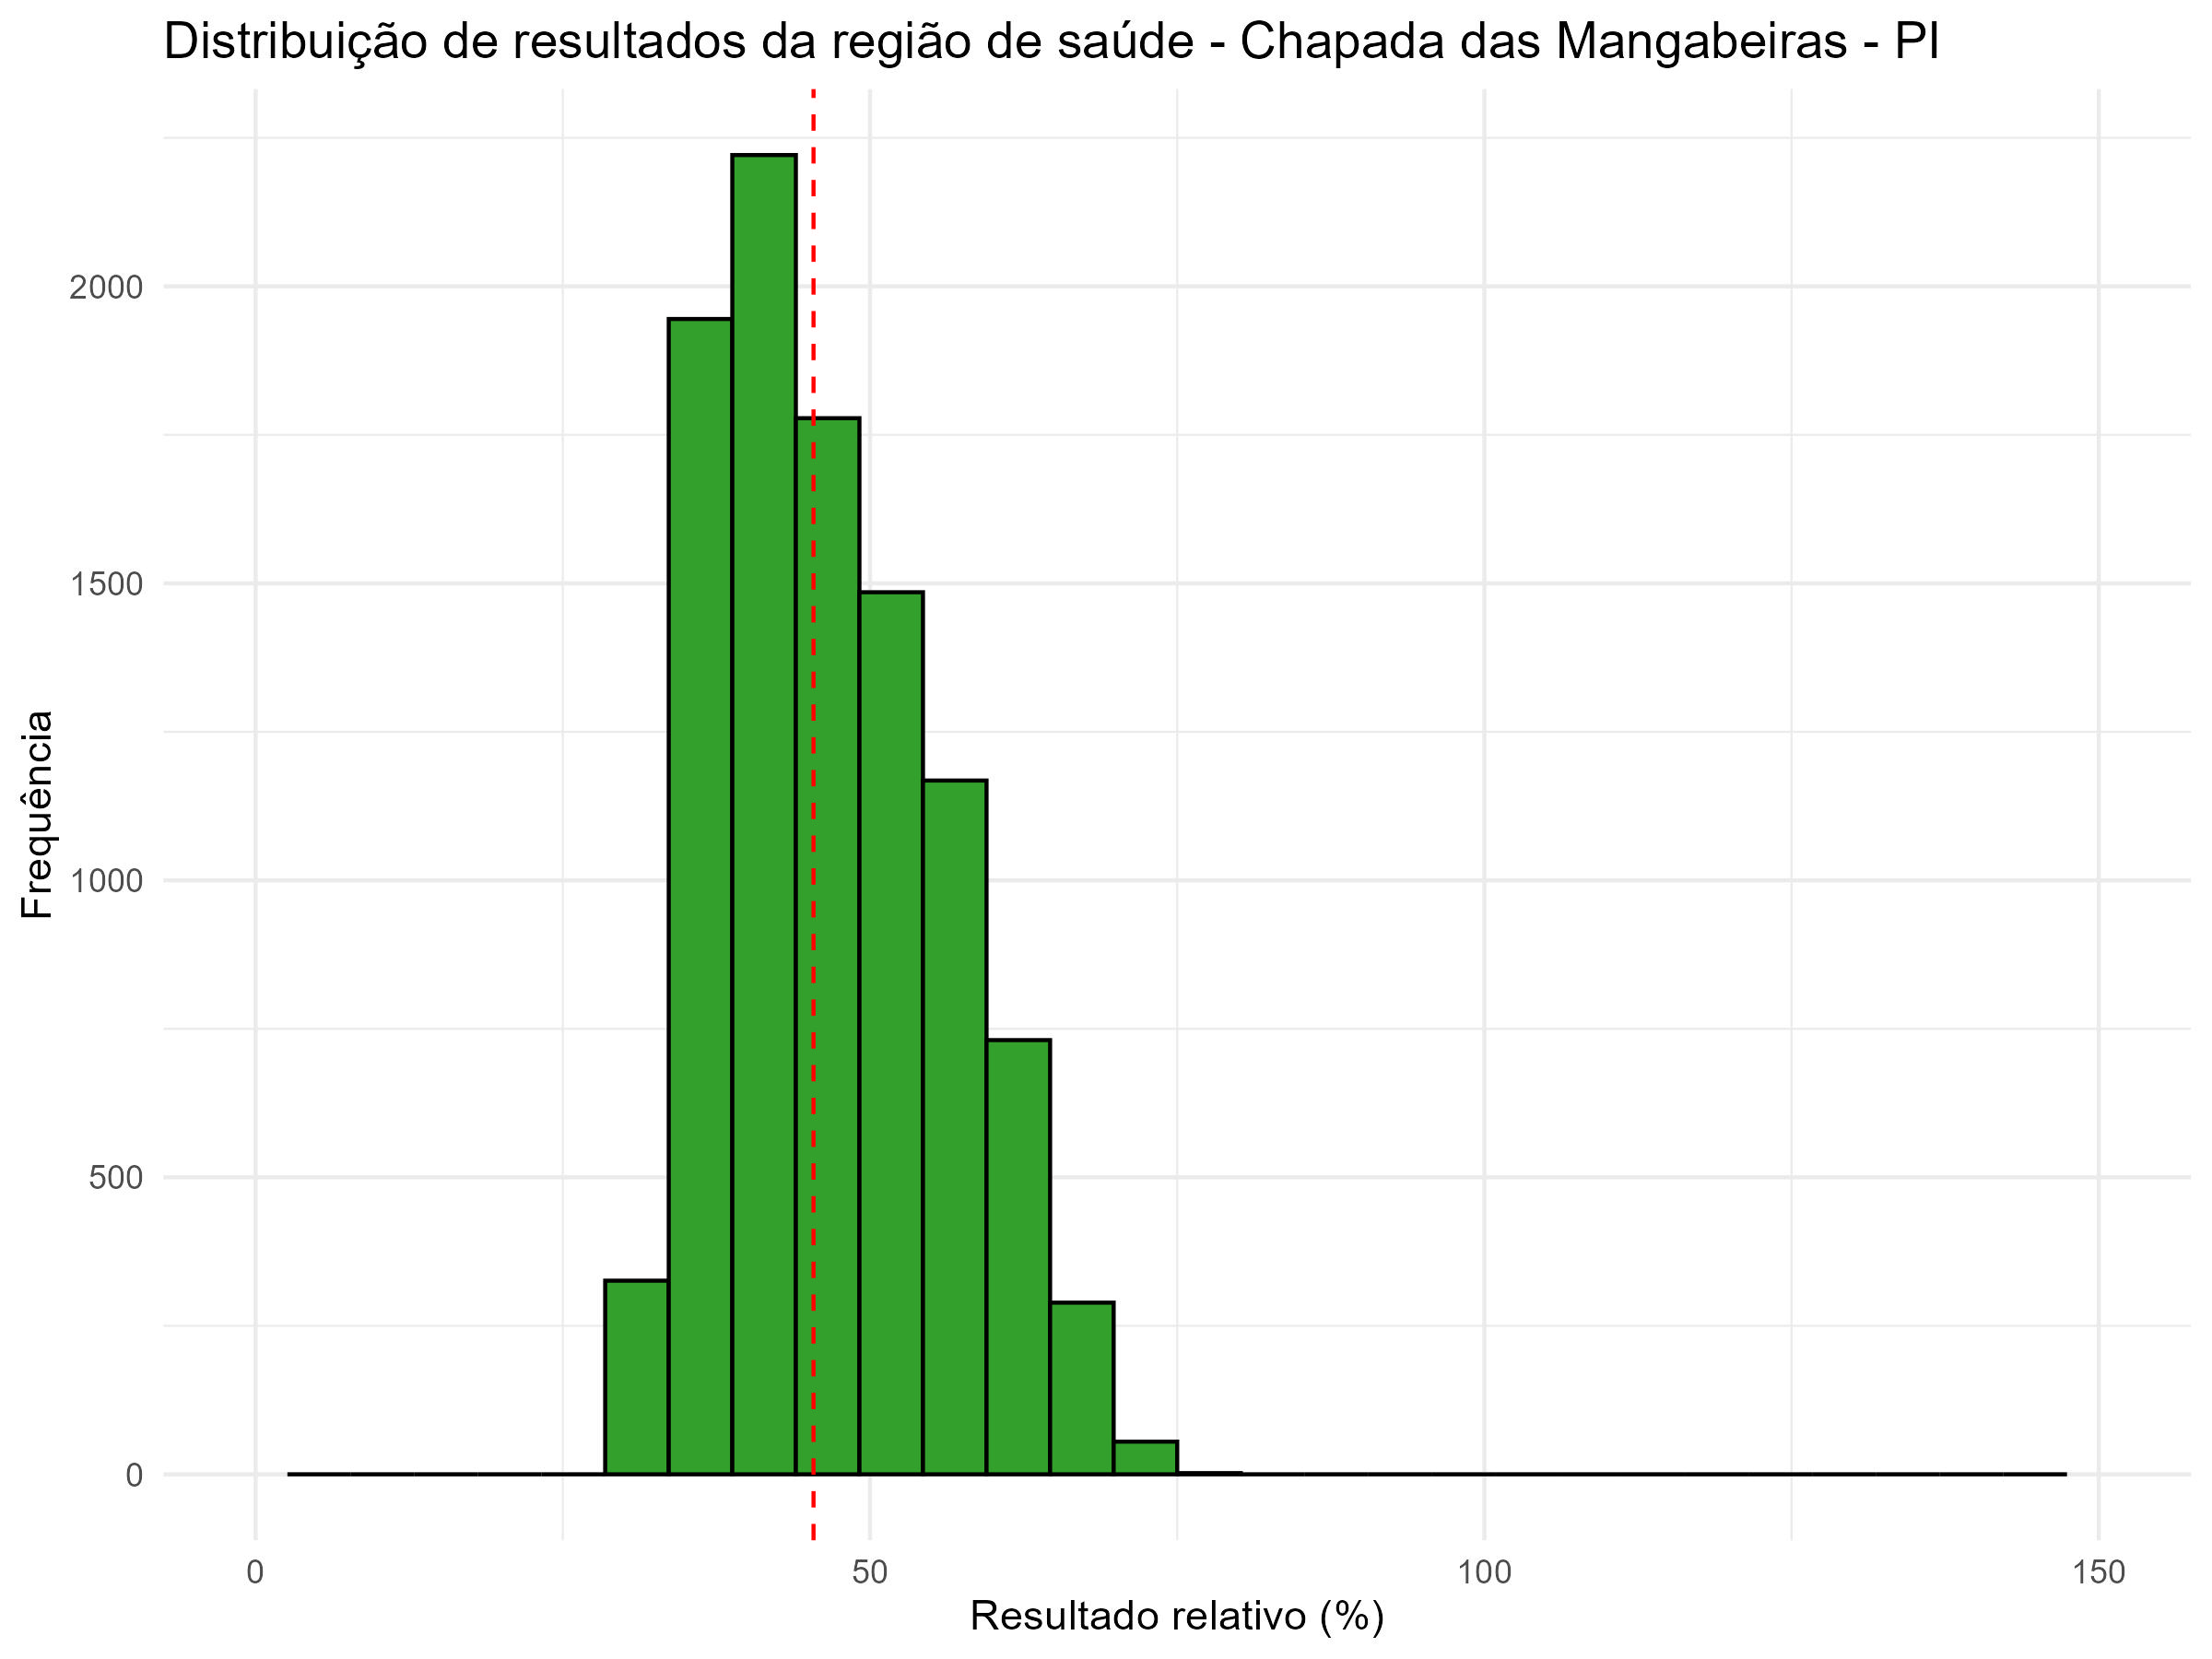 Distribuição de resultados da região de saúde - Chapada das Mangabeiras - PI
Frequência
2000
1500
1000
500
0
0 50 100 150
Resultado relativo (%)